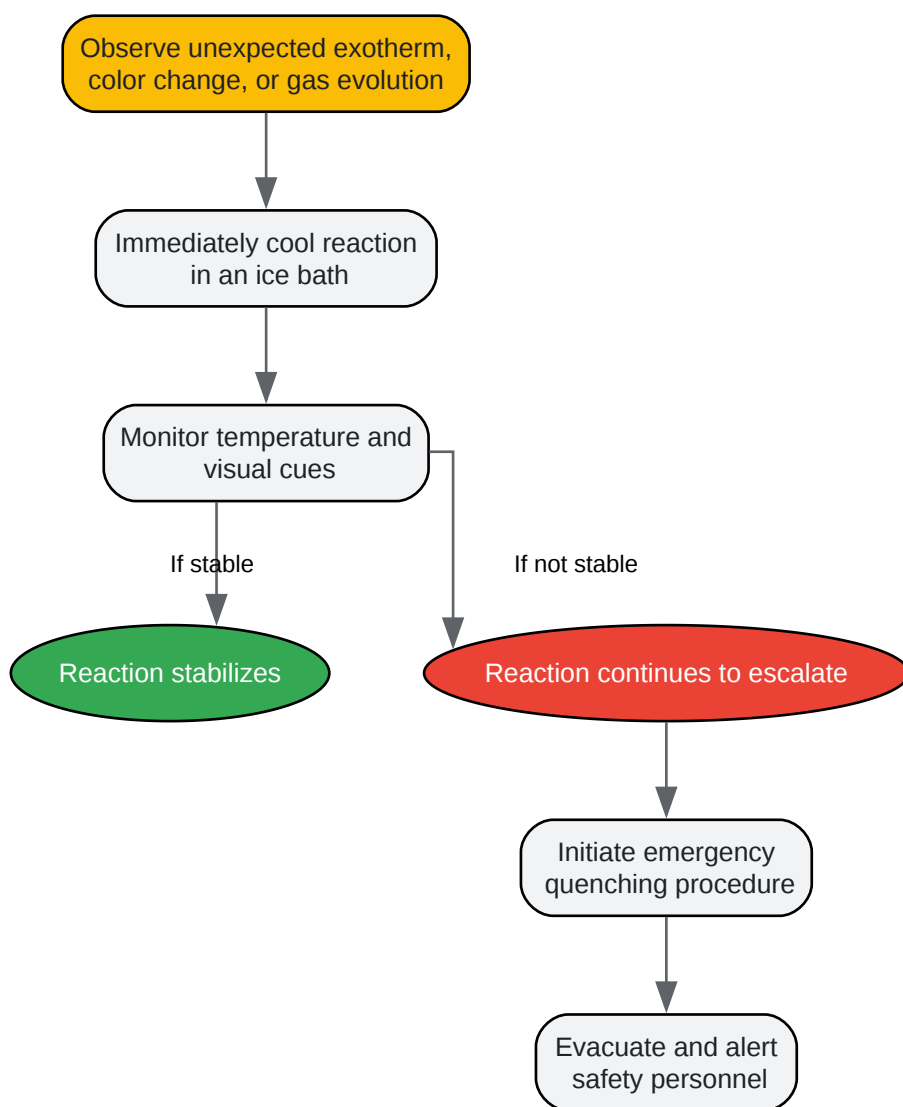 Observe unexpected exotherm,
color change, or gas evolution
Immediately cool reaction
in an ice bath
Monitor temperature and
visual cues
If stable
If not stable
Reaction stabilizes
Reaction continues to escalate
Initiate emergency
quenching procedure
Evacuate and alert
safety personnel